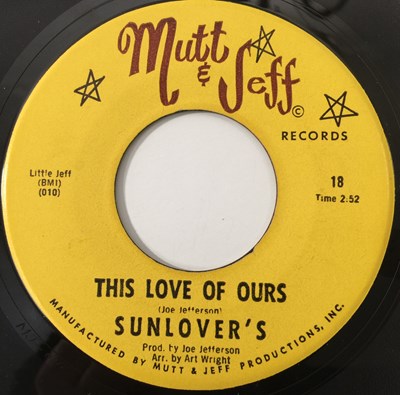 Mutt
& Jeff ©
RECORDS
Little Jeff
(BMI)
(010)
18
Time 2:52
THIS LOVE OF OURS
(Joe Jefferson)
SUNLOVER'S
Prod. by Joe Jefferson
Arr. by Art Wright
MANUFACTURED BY MUTT & JEFF PRODUCTIONS, INC.